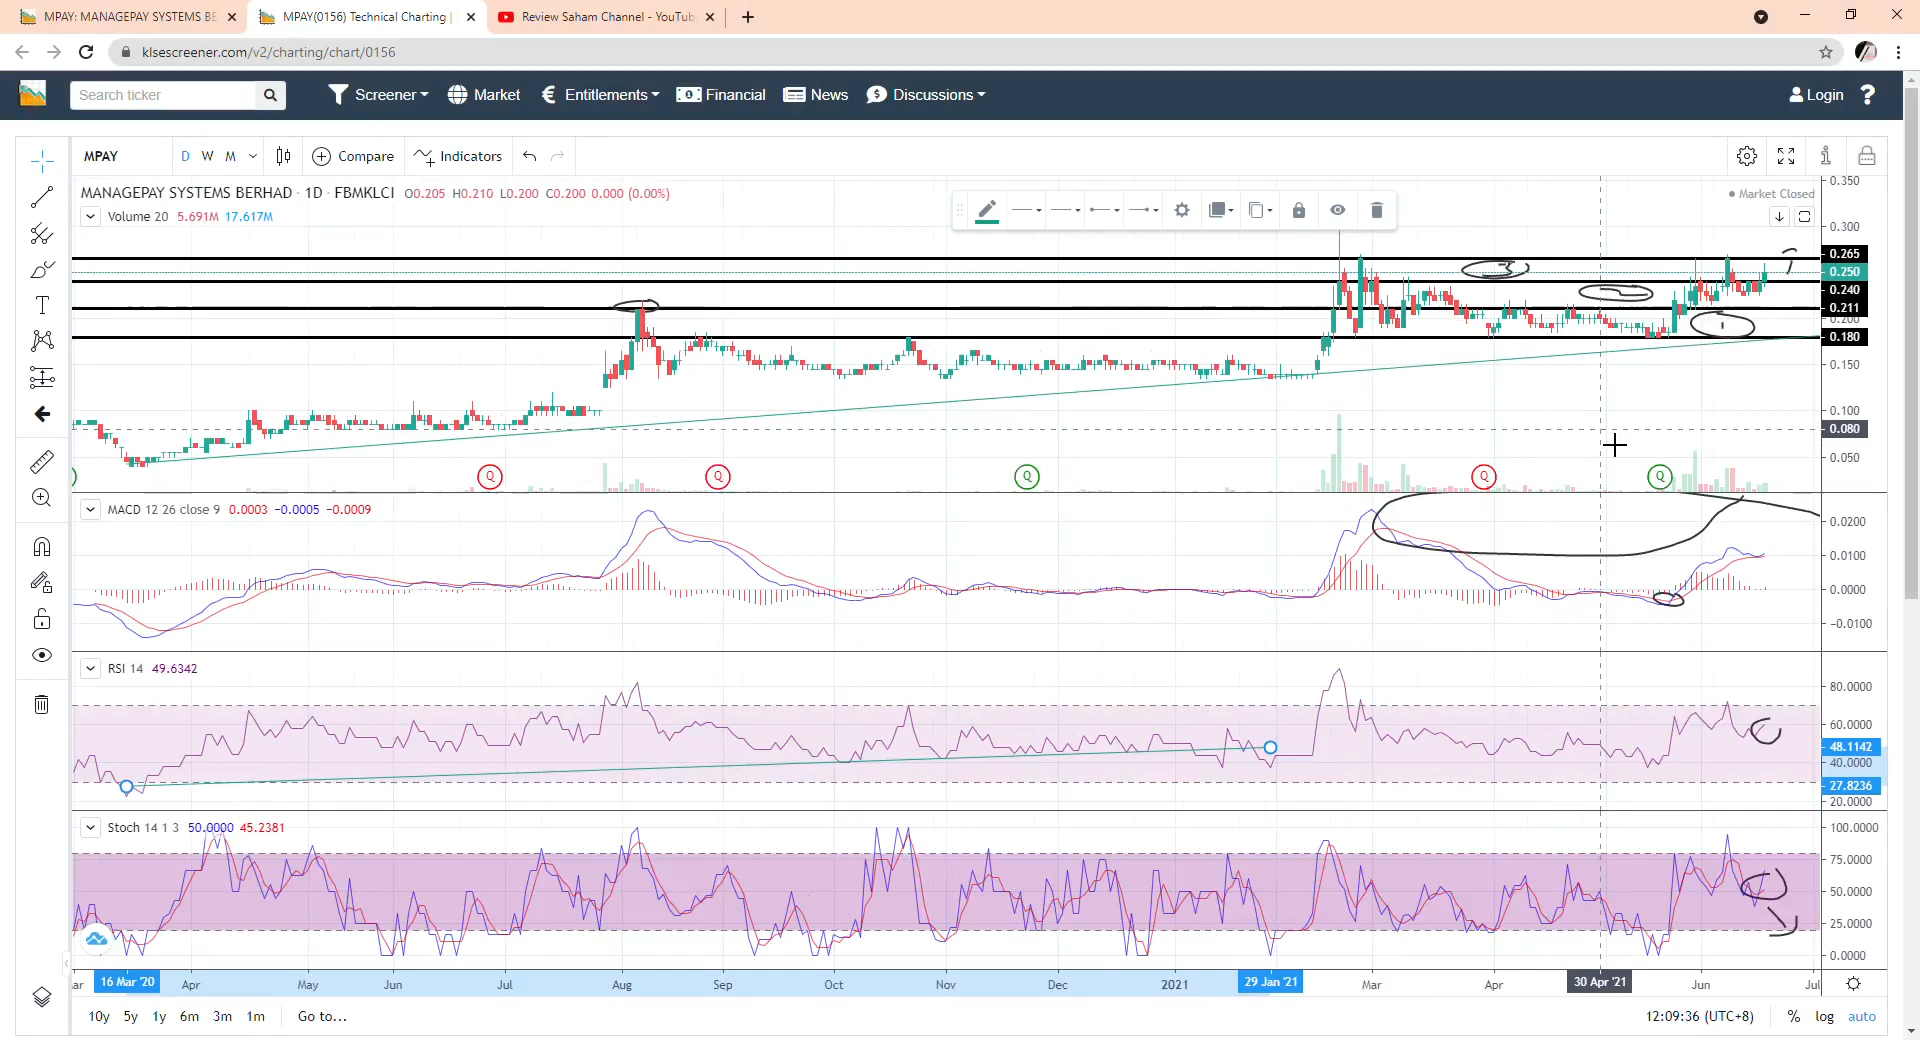 MPAY: MANAGEPAY SYSTEMS BE
MPAY(0156) Technical Charting |
Review Saham Channel - YouTub
klsescreener.com/v2/charting/chart/0156
Search ticker
Screener
Market
Entitlements
Financial
News
Discussions
Login
?
MPAY
D W M
Compare
Indicators
MANAGEPAY SYSTEMS BERHAD · 1D · FBMKLCI O0.205 H0.210 L0.200 C0.200 0.000 (0.00%)
Market Closed
Volume 20 5.691M 17.617M
0.350
0.300
0.265
0.250
0.240
0.211
0.200
0.180
0.150
0.100
0.080
0.050
3
2
1
Q Q Q Q Q
MACD 12 26 close 9 0.0003 −0.0005 −0.0009
0.0200
0.0100
0.0000
−0.0100
RSI 14 49.6342
80.0000
60.0000
48.1142
40.0000
27.8236
20.0000
Stoch 14 1 3 50.0000 45.2381
100.0000
75.0000
50.0000
25.0000
0.0000
ar 16 Mar '20 Apr May Jun Jul Aug Sep Oct Nov Dec 2021 29 Jan '21 Mar Apr 30 Apr '21 Jun Jul
10y 5y 1y 6m 3m 1m Go to...
12:09:36 (UTC+8) % log auto